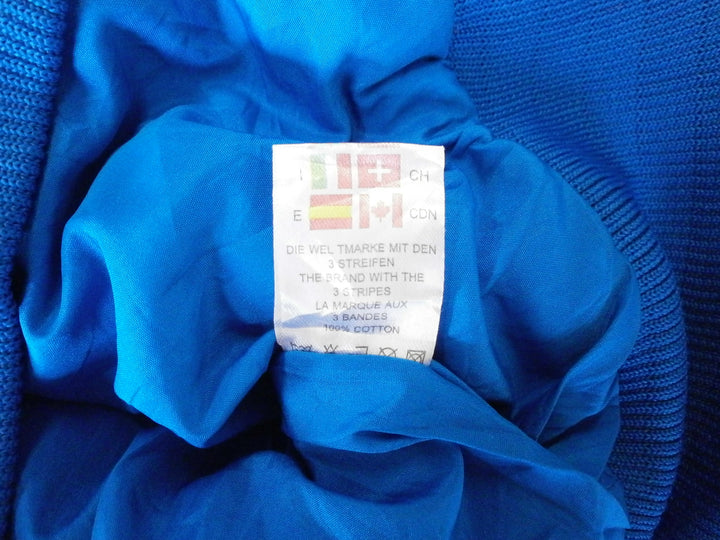 I CH
E CDN
DIE WEL TMARKE MIT DEN
3 STREIFEN
THE BRAND WITH THE
3 STRIPES
LA MARQUE AUX
3 BANDES
100% COTTON